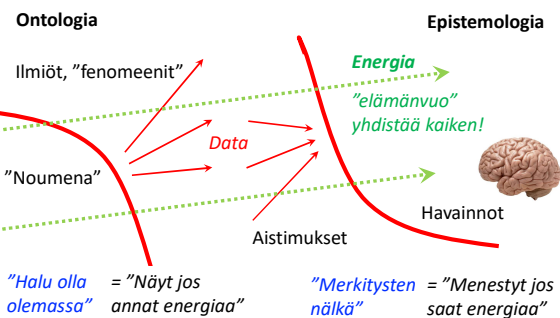 Ontologia
Epistemologia
Ilmiöt, ”fenomeenit”
Energia
”elämänvuo”
yhdistää kaiken!
Data
”Noumena”
Havainnot
Aistimukset
”Halu olla
olemassa”
= ”Näyt jos
annat energiaa”
”Merkitysten
nälkä”
= ”Menestyt jos
saat energiaa”